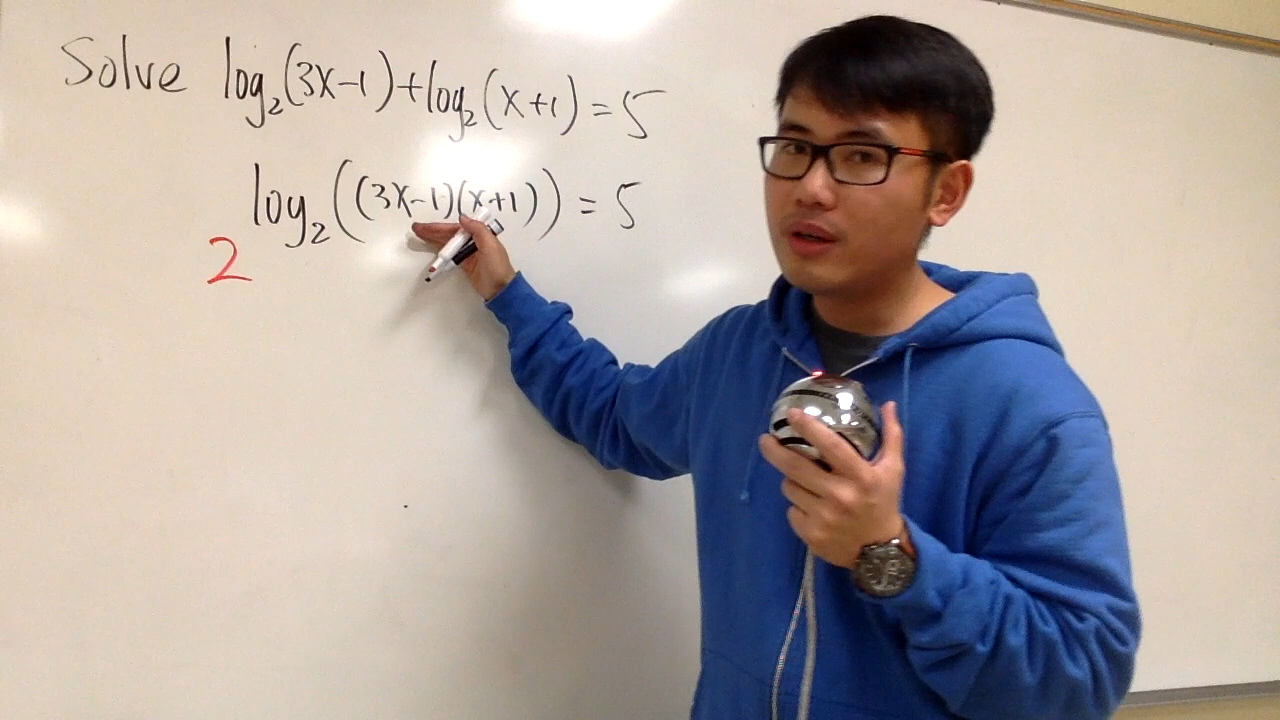 Solve log₂(3x-1)+log₂(x+1)=5
log₂((3x-1)(x+1))=5
2